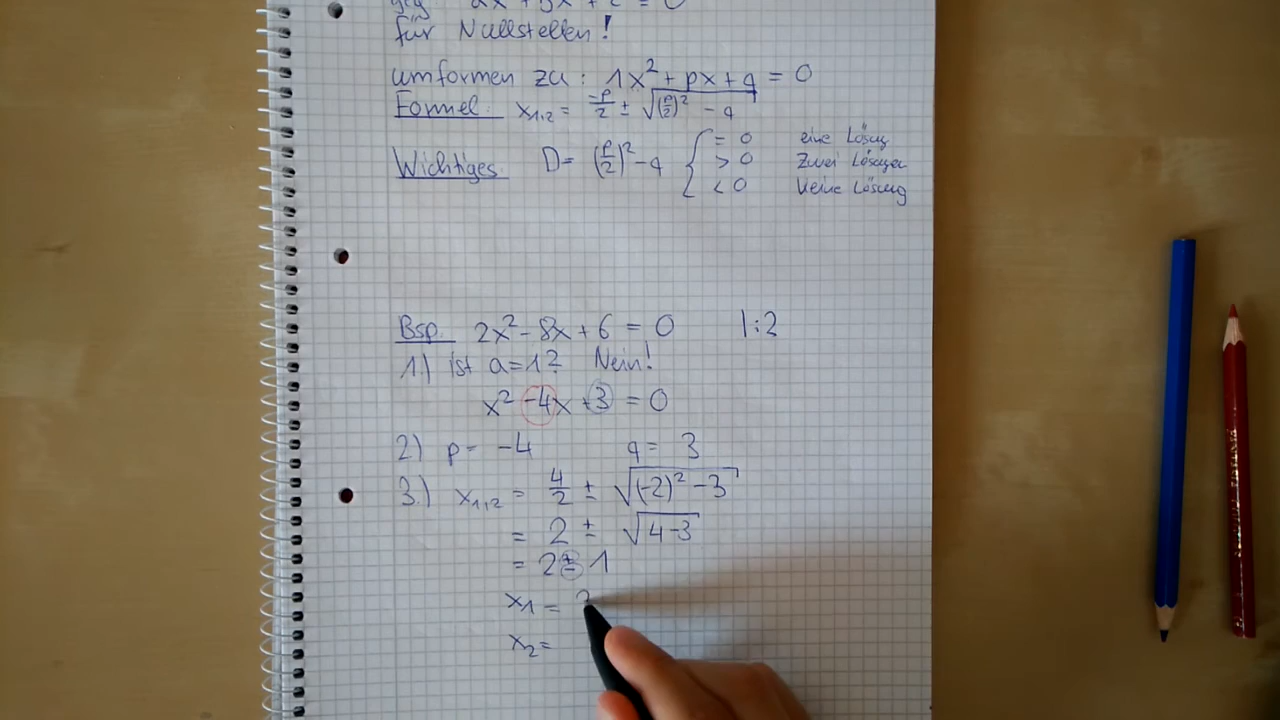 für Nullstellen!
umformen zu: 1x² + px + q = 0
Formel: x₁,₂ = -p/2 ± √((p/2)² - q)
Wichtiges D = (p/2)² - q { = 0 eine Lösung
> 0 Zwei Lösungen
< 0 keine Lösung
Bsp. 2x² - 8x + 6 = 0 |:2
1) ist a=1? Nein!
x² -4x +3 = 0
2) p = -4 q = 3
3.) x₁,₂ = 4/2 ± √((-2)² - 3)
= 2 ± √(4-3)
= 2 ± 1
x₁ =
x₂ =